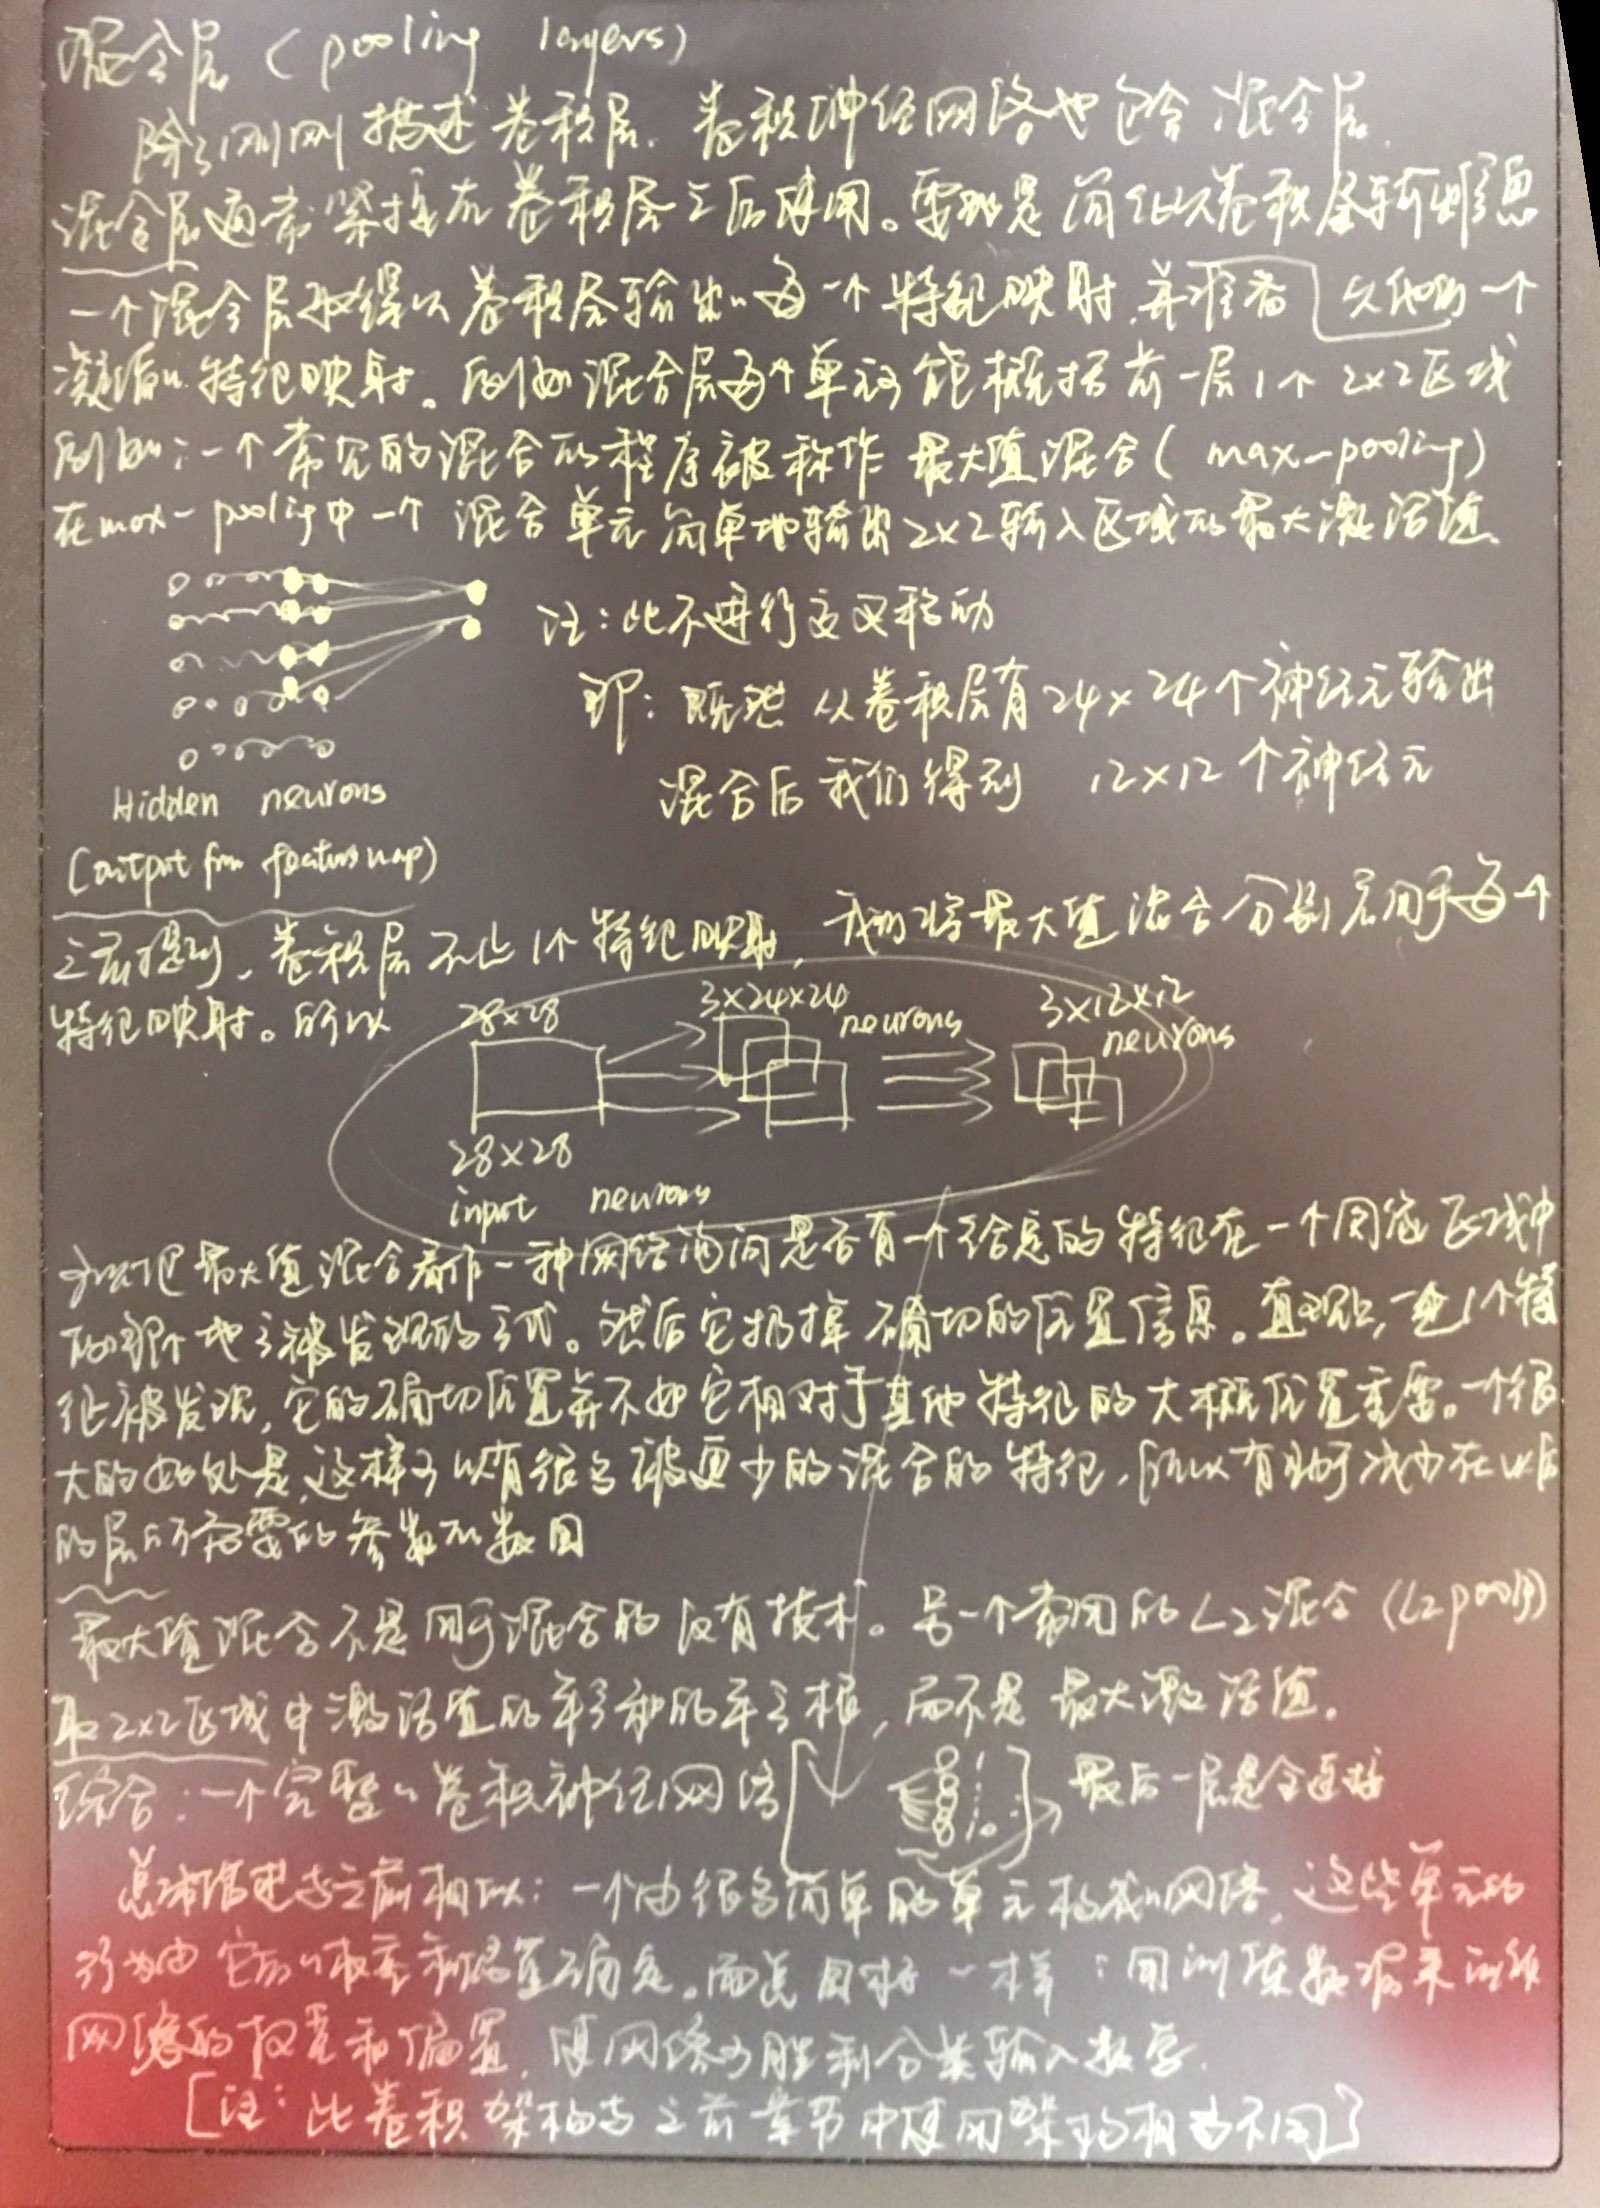 混合层 (pooling layers)
除了刚刚描述卷积层. 卷积神经网络也包含混合层.
混合层通常紧接在卷积层之后使用。要做是简化从卷积层输出的信息
一个混合层取得从卷积层输出的每一个特征映射,并准备 一个
凝缩的特征映射。例如混合层每个单元能概括前一层1个 2×2区域
例如:一个常见的混合的程序被称作 最大值混合( max-pooling)
在max-pooling中一个 混合单元简单地输出2×2输入区域的最大激活值.
注:此不进行交叉移动
即: 既然 从卷积层有24×24个神经元输出
混合后我们得到 12×12个神经元
Hidden neurons
(output from feature map)
之前提到, 卷积层不止1个特征映射, 我们将最大值混合分别应用于每个
特征映射。所以
28×28
3×24×24
neurons
3×12×12
neurons
28×28
input neurons
可以把最大值混合看作一种网络询问是否有一个给定的特征在一个图像区域中
的哪个地方被发现的方式。然后它扔掉确切的位置信息。直观上,一旦1个特
征被发现,它的确切位置并不如它相对于其他特征的大概位置重要。一个很
大的好处是,这样可以有很多被更少的混合的特征,所以有助于减少在以后
的层所需要的参数的数目
最大值混合不是用于混合的仅有技术。另一个常用的L2混合 (L2 pooling)
取2×2区域中激活值的平方和的平方根,而不是最大激活值。
综合:一个完整的卷积神经网络
最后一层是全连接
总体描述与之前相似:一个由很多简单的单元构成的网络,这些单元的
行为由它们的权重和偏置确定。而总目标一样:用训练数据来训练
网络的权重和偏置,使网络可胜利分类输入数字.
[注:此卷积架构与之前章节中使用架构相当不同]